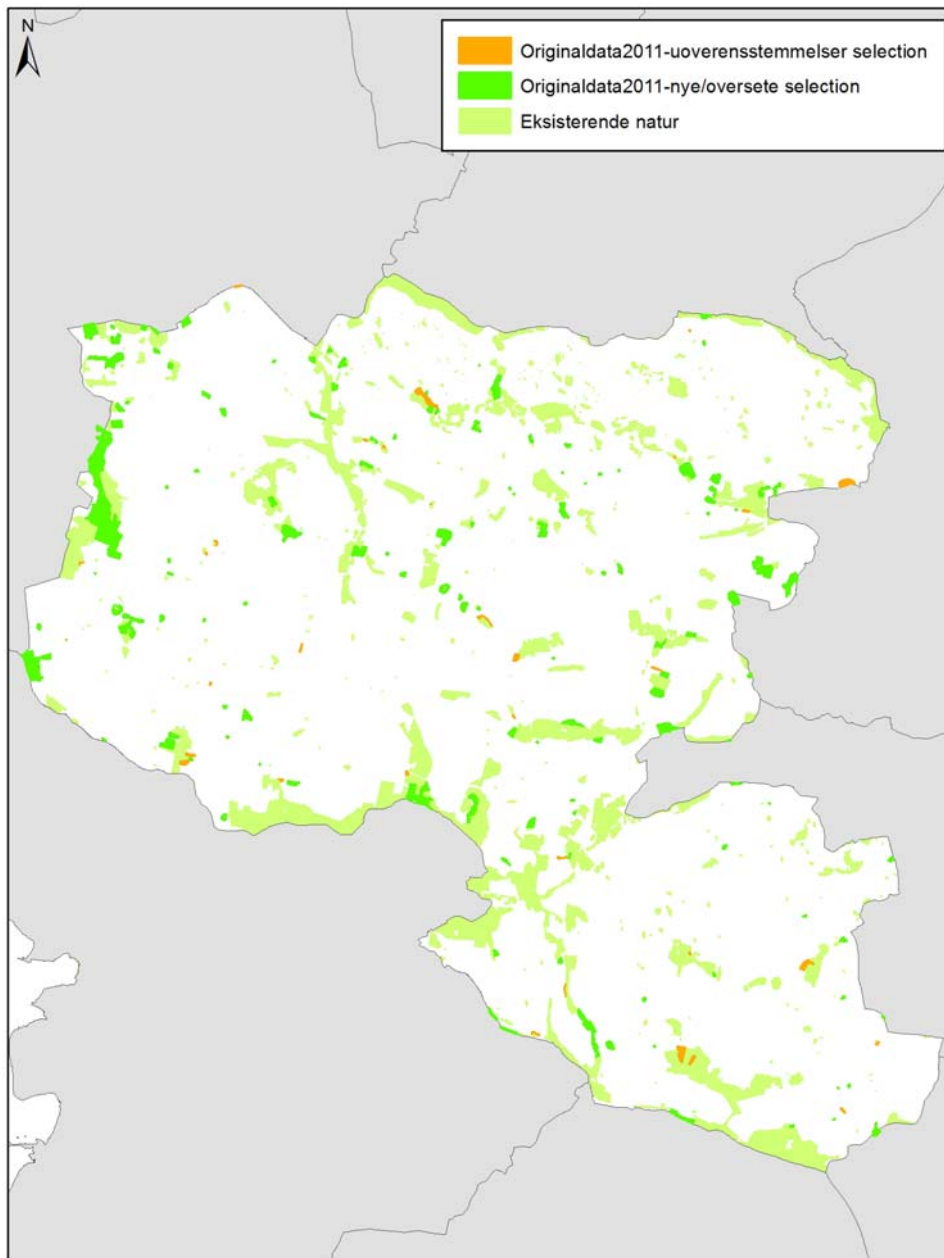 N
Originaldata2011-uoverensstemmelser selection
Originaldata2011-nye/oversete selection
Eksisterende natur